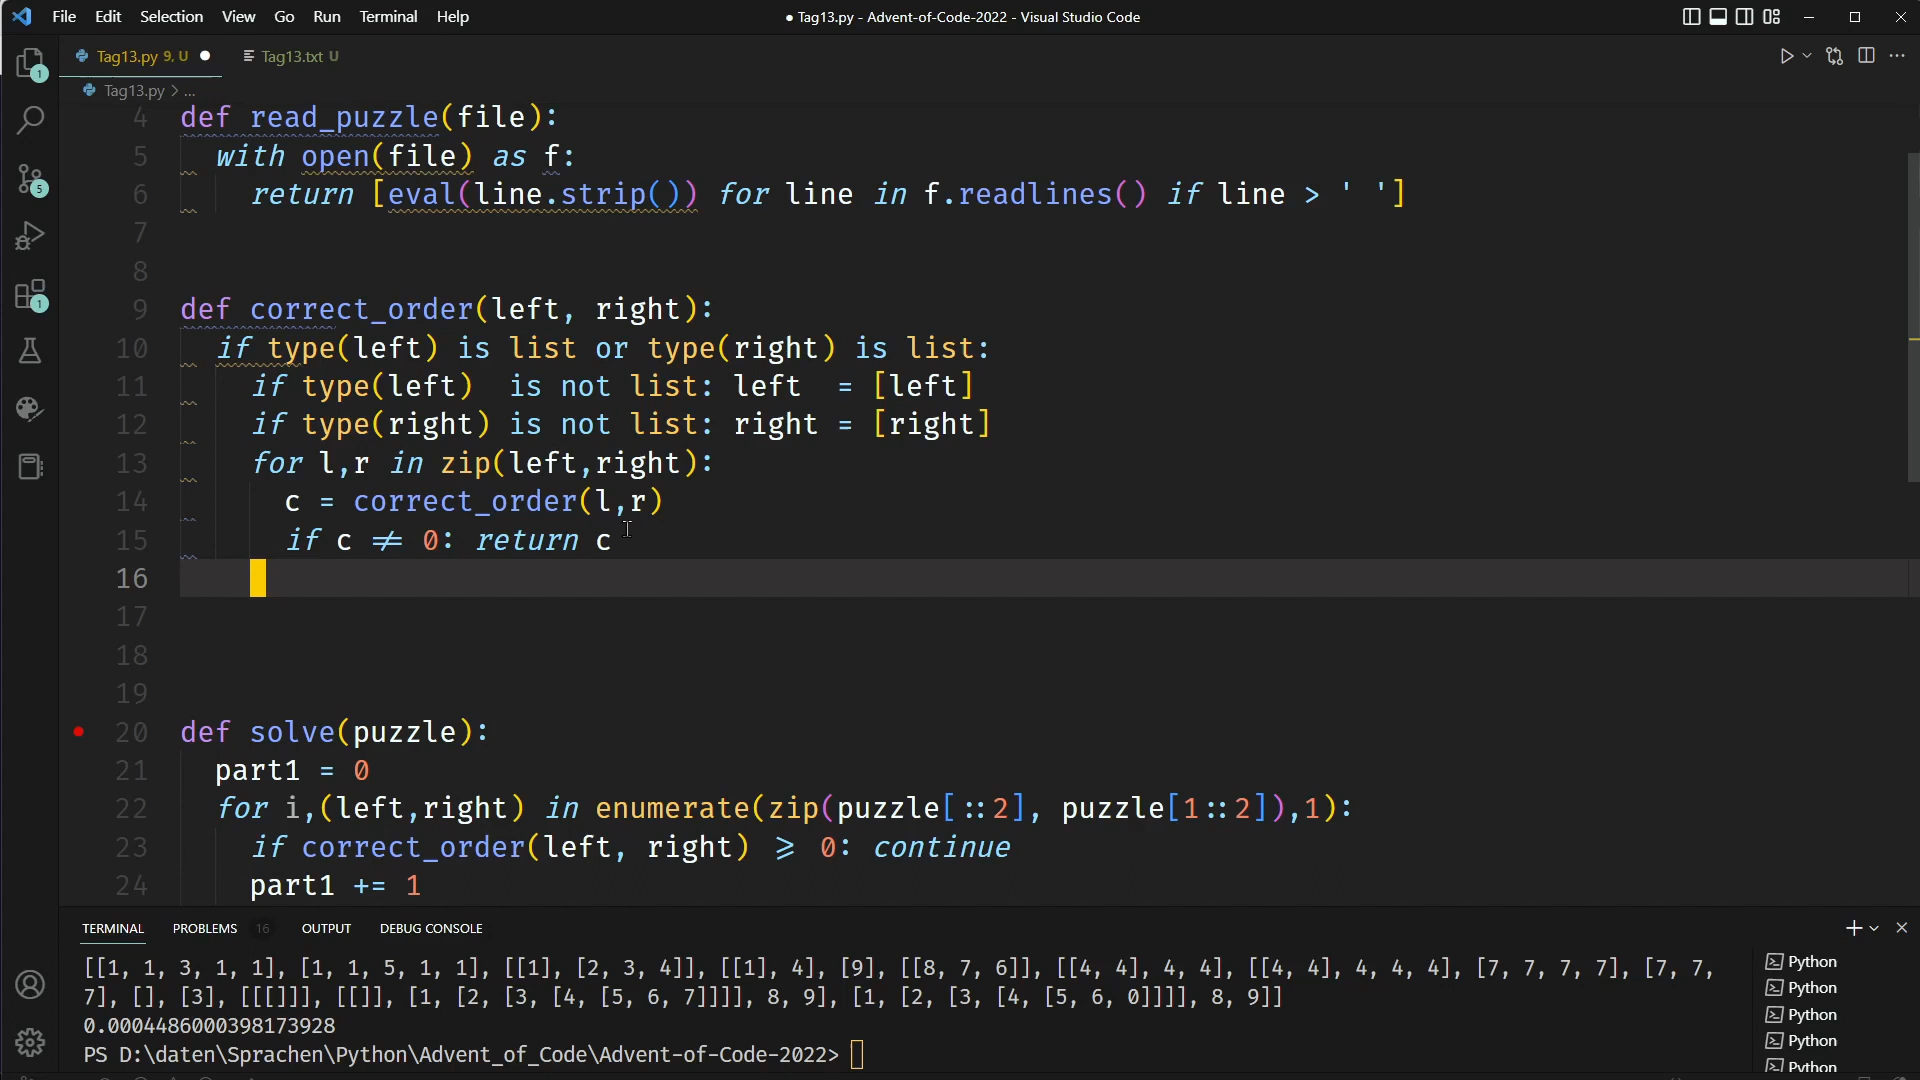 File Edit Selection View Go Run Terminal Help
● Tag13.py - Advent-of-Code-2022 - Visual Studio Code
Tag13.py 9, U ●
Tag13.txt U
Tag13.py > ...
1
5
1
4 def read_puzzle(file):
5 with open(file) as f:
6 return [eval(line.strip()) for line in f.readlines() if line > ' ']
7
8
9 def correct_order(left, right):
10 if type(left) is list or type(right) is list:
11 if type(left)  is not list: left  = [left]
12 if type(right) is not list: right = [right]
13 for l,r in zip(left,right):
14 c = correct_order(l,r)
15 if c ≠ 0: return c
16
17
18
19
20 def solve(puzzle):
21 part1 = 0
22 for i,(left,right) in enumerate(zip(puzzle[::2], puzzle[1::2]),1):
23 if correct_order(left, right) ⩾ 0: continue
24 part1 += 1
TERMINAL PROBLEMS 16 OUTPUT DEBUG CONSOLE
[[1, 1, 3, 1, 1], [1, 1, 5, 1, 1], [[1], [2, 3, 4]], [[1], 4], [9], [[8, 7, 6]], [[4, 4], 4, 4], [[4, 4], 4, 4, 4], [7, 7, 7, 7], [7, 7,
7], [], [3], [[[]]], [[]], [1, [2, [3, [4, [5, 6, 7]]]], 8, 9], [1, [2, [3, [4, [5, 6, 0]]]], 8, 9]]
0.0004486000398173928
PS D:\daten\Sprachen\Python\Advent_of_Code\Advent-of-Code-2022>
Python
Python
Python
Python
Python